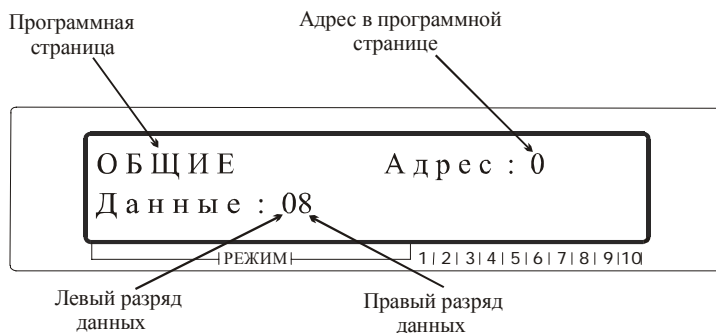 Программная
страница
Адрес в программной
странице
ОБЩИЕ Адрес: 0
Данные: 08
РЕЖИМ 1|2|3|4|5|6|7|8|9|10|
Левый разряд
данных
Правый разряд
данных